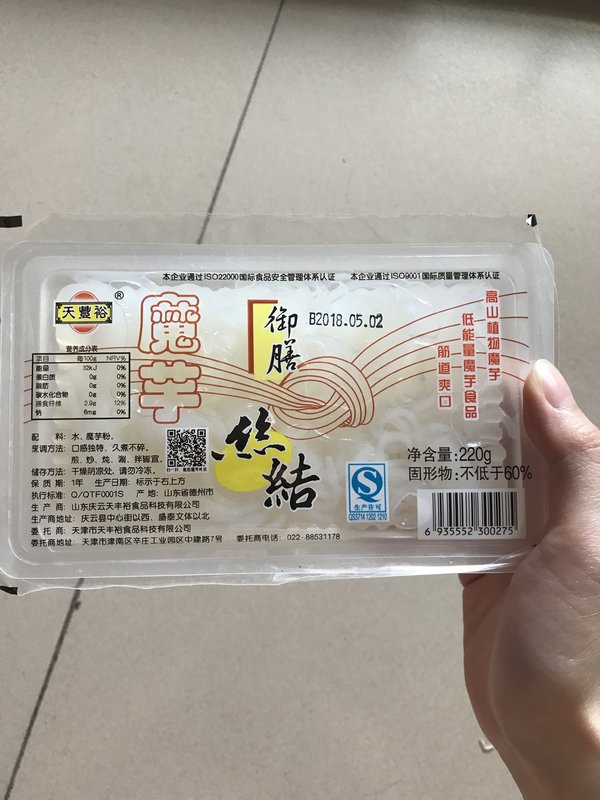 本企业通过ISO22000国际食品安全管理体系认证 本企业通过ISO9001国际质量管理体系认证
天豐裕®
魔芋
御膳
絲結
B2018.05.02
高山植物魔芋
低能量魔芋食品
筋道爽口
营养成分表
项目 每100g NRV%
能量 32kJ 0%
蛋白质 0g 0%
脂肪 0g 0%
碳水化合物 0g 0%
膳食纤维 2.9g 12%
钠 6mg 0%
配 料: 水、魔芋粉。
烹调方法: 口感独特、久煮不碎。
煎、炒、炖、涮、拌皆宜。
储存方法: 干燥阴凉处, 请勿冷冻。
保 质 期: 1年 生产日期: 标示于右上方
执行标准: Q/QTF0001S 产 地: 山东省德州市
生 产 商: 山东庆云天丰裕食品科技有限公司
生产商地址: 庆云县中心街以西、盛泰文体以北
委 托 商: 天津市天丰裕食品科技有限公司
委托商地址: 天津市津南区辛庄工业园区中建路7号 委托商电话: 022-88531178
生产许可
QS3714 1202 1210
净含量:220g
固形物:不低于60%
6 935552 300275